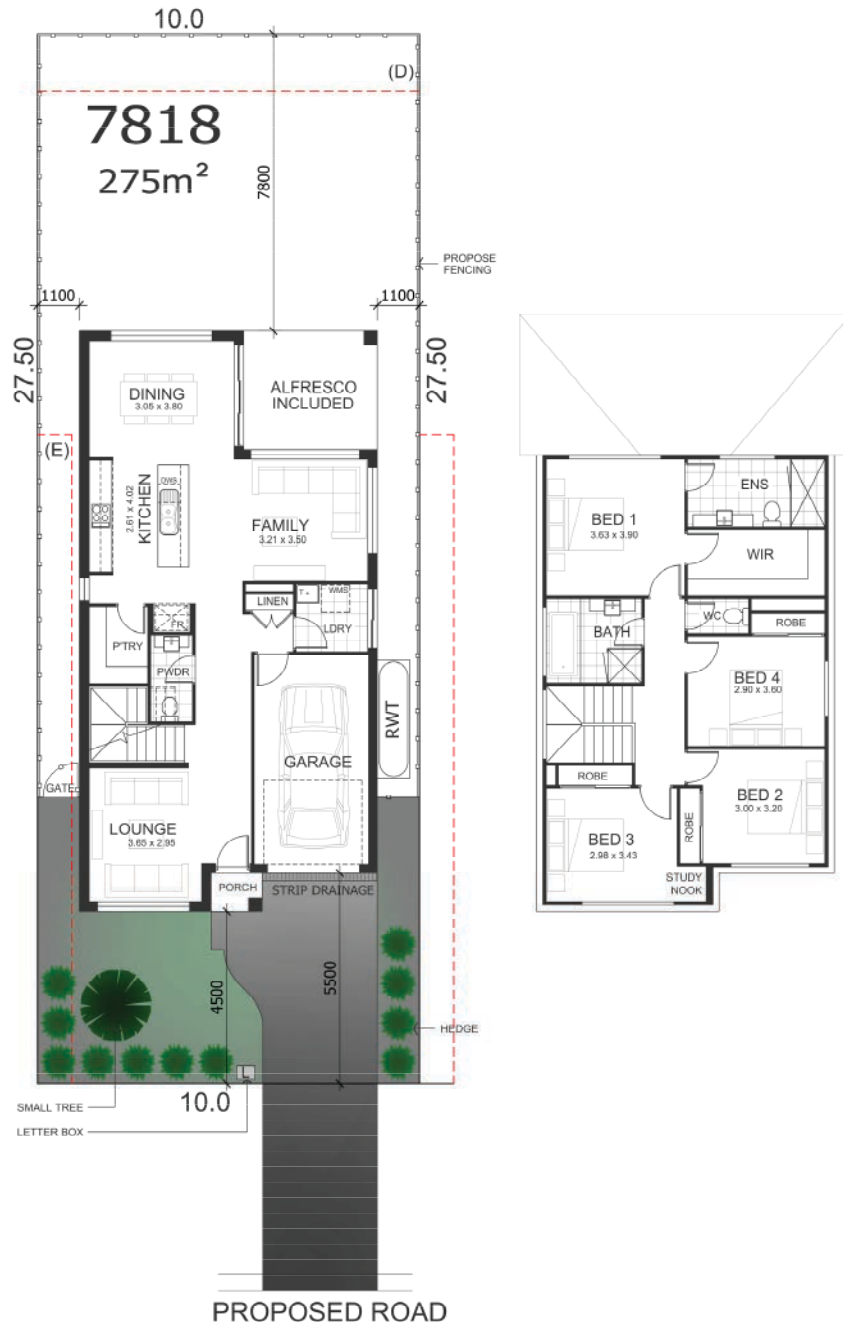 10.0
(D)
7818
275m²
7800
PROPOSE
FENCING
1100
1100
27.50
27.50
DINING
3.05 x 3.80
ALFRESCO
INCLUDED
(E)
KITCHEN
2.61 x 4.02
DWS
FAMILY
3.21 x 3.50
LINEN
WMS
LDRY
FR
P'TRY
PWDR
RWT
GARAGE
GATE
LOUNGE
3.65 x 2.95
PORCH
STRIP DRAINAGE
4500
5500
HEDGE
L
SMALL TREE
LETTER BOX
10.0
PROPOSED ROAD
ENS
BED 1
3.63 x 3.90
WIR
WC
ROBE
BATH
BED 4
2.90 x 3.60
ROBE
BED 2
3.00 x 3.20
ROBE
BED 3
2.98 x 3.43
STUDY
NOOK